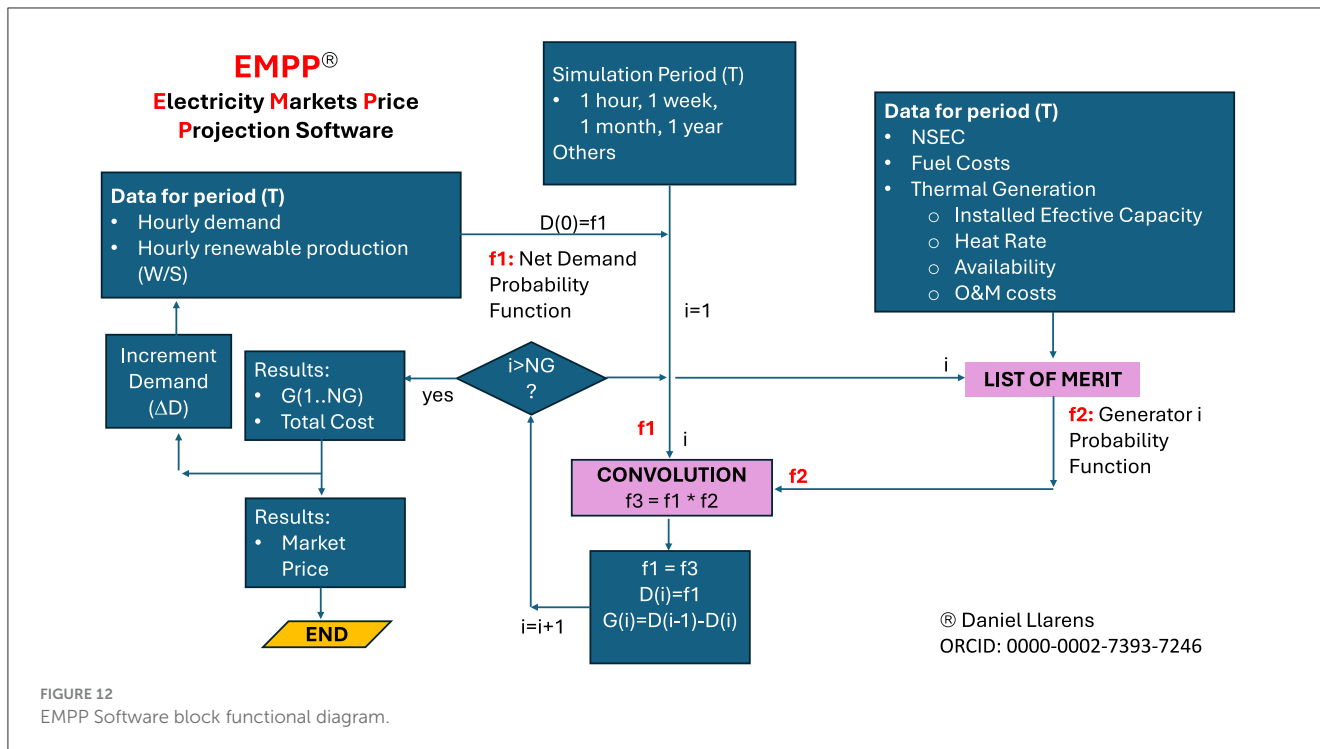 EMPP®
Electricity Markets Price
Projection Software
Simulation Period (T)
• 1 hour, 1 week,
1 month, 1 year
Others
Data for period (T)
• NSEC
• Fuel Costs
• Thermal Generation
o Installed Efective Capacity
o Heat Rate
o Availability
o O&M costs
Data for period (T)
• Hourly demand
• Hourly renewable production
(W/S)
D(0)=f1
f1: Net Demand
Probability
Function
i=1
Increment
Demand
(ΔD)
Results:
• G(1..NG)
• Total Cost
yes
i>NG
?
i
LIST OF MERIT
f2: Generator i
Probability
Function
f1
i
CONVOLUTION
f3 = f1 * f2
f2
Results:
• Market
Price
f1 = f3
D(i)=f1
G(i)=D(i-1)-D(i)
i=i+1
END
® Daniel Llarens
ORCID: 0000-0002-7393-7246
FIGURE 12
EMPP Software block functional diagram.